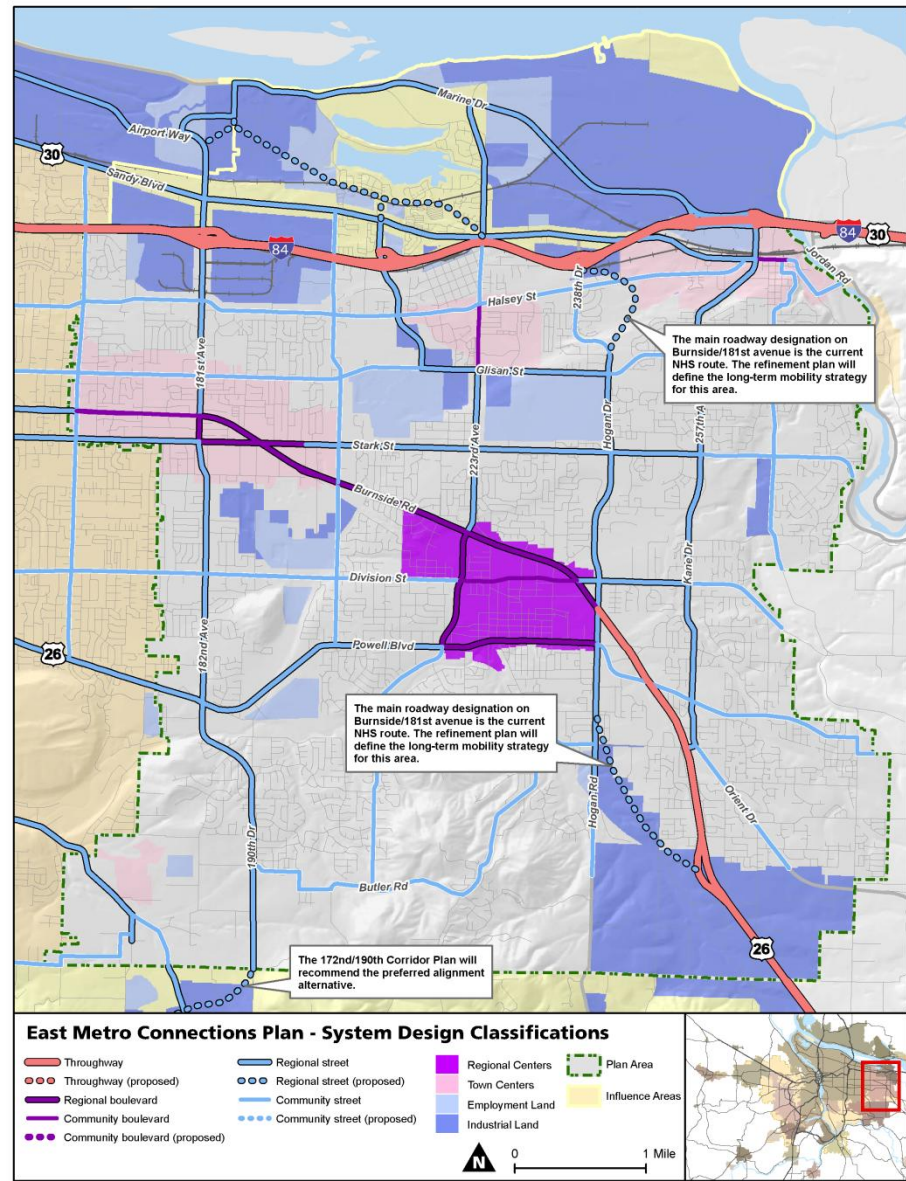 Marine Dr
Airport Way
30
Sandy Blvd
84
30
84
Jordan Rd
238th Dr
Halsey St
181st Ave
The main roadway designation on
Burnside/181st avenue is the current
NHS route. The refinement plan will
define the long-term mobility strategy
for this area.
Glisan St
Hogan Dr
257th A
223rd Ave
Stark St
Burnside Rd
Division St
Kane Dr
182nd Ave
Powell Blvd
26
The main roadway designation on
Burnside/181st avenue is the current
NHS route. The refinement plan will
define the long-term mobility strategy
for this area.
Hogan Rd
Orient Dr
190th Dr
Butler Rd
26
The 172nd/190th Corridor Plan will
recommend the preferred alignment
alternative.
East Metro Connections Plan - System Design Classifications
Throughway
Throughway (proposed)
Regional boulevard
Community boulevard
Community boulevard (proposed)
Regional street
Regional street (proposed)
Community street
Community street (proposed)
Regional Centers
Town Centers
Employment Land
Industrial Land
Plan Area
Influence Areas
N
0 1 Mile